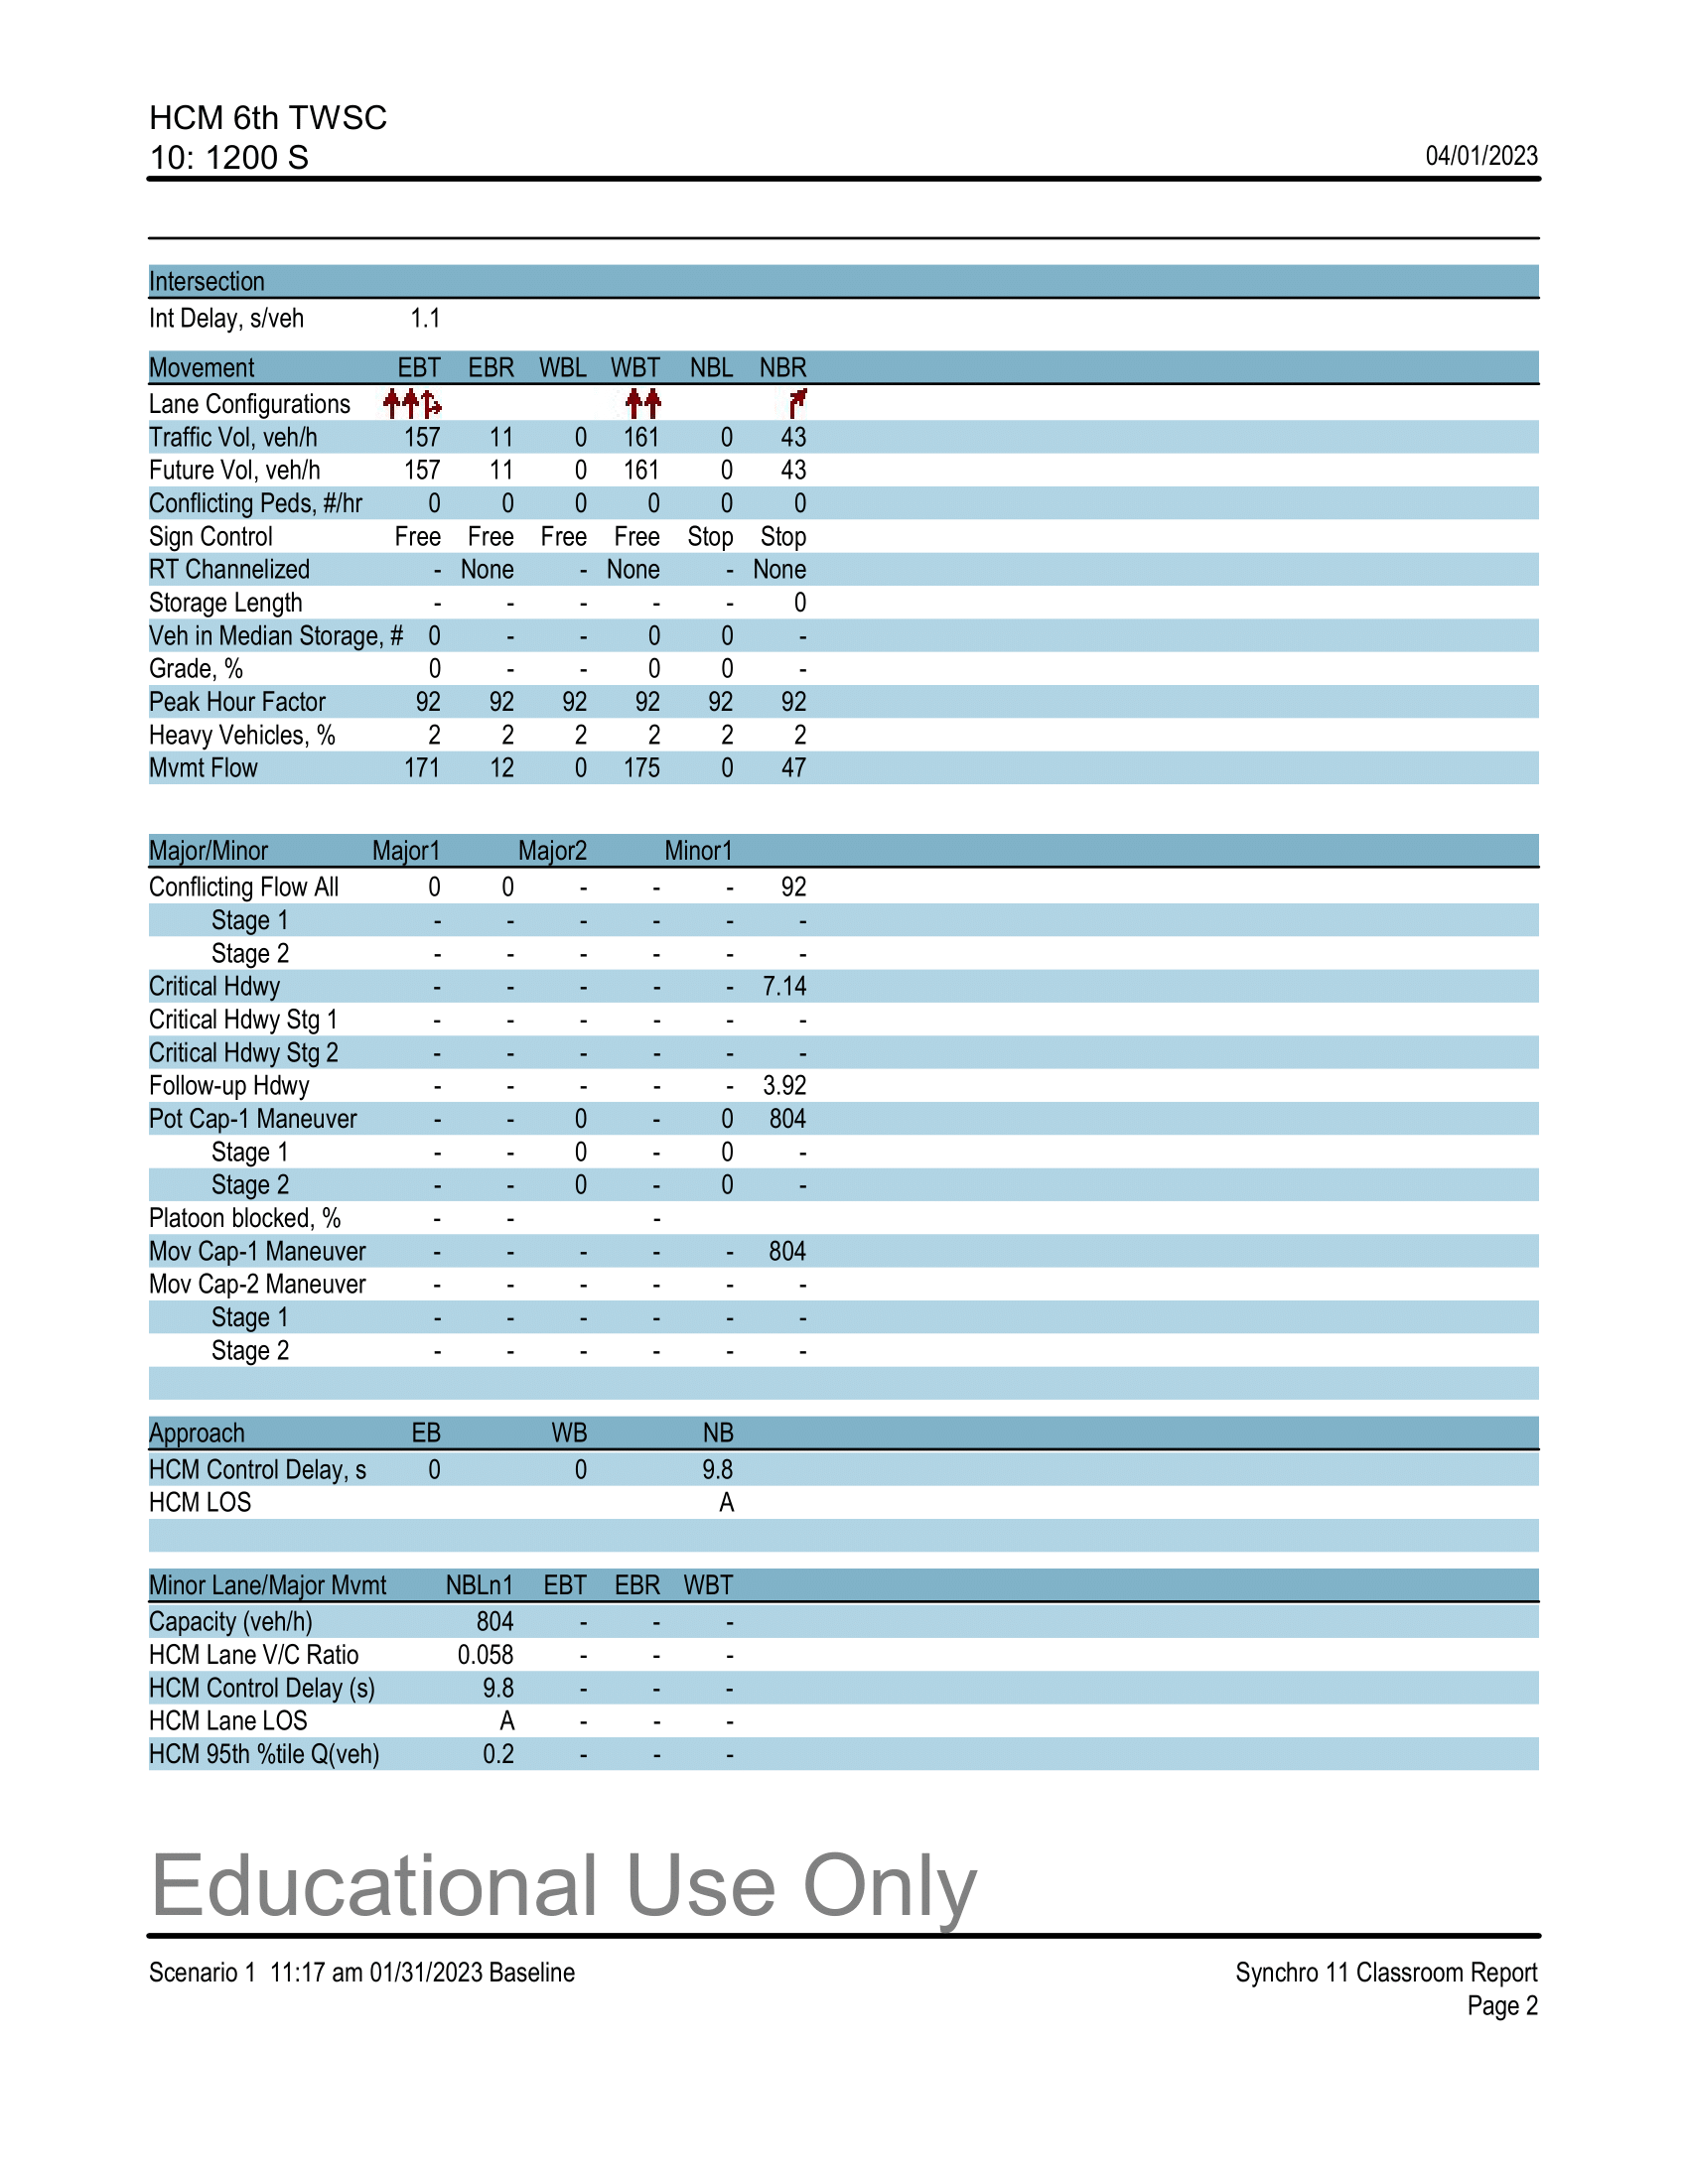 HCM 6th TWSC
10: 1200 S 04/01/2023
Intersection
Int Delay, s/veh 1.1
Movement EBT EBR WBL WBT NBL NBR
Lane Configurations
Traffic Vol, veh/h 157 11 0 161 0 43
Future Vol, veh/h 157 11 0 161 0 43
Conflicting Peds, #/hr 0 0 0 0 0 0
Sign Control Free Free Free Free Stop Stop
RT Channelized - None - None - None
Storage Length - - - - - 0
Veh in Median Storage, # 0 - - 0 0 -
Grade, % 0 - - 0 0 -
Peak Hour Factor 92 92 92 92 92 92
Heavy Vehicles, % 2 2 2 2 2 2
Mvmt Flow 171 12 0 175 0 47
Major/Minor Major1 Major2 Minor1
Conflicting Flow All 0 0 - - - 92
Stage 1 - - - - - -
Stage 2 - - - - - -
Critical Hdwy - - - - - 7.14
Critical Hdwy Stg 1 - - - - - -
Critical Hdwy Stg 2 - - - - - -
Follow-up Hdwy - - - - - 3.92
Pot Cap-1 Maneuver - - 0 - 0 804
Stage 1 - - 0 - 0 -
Stage 2 - - 0 - 0 -
Platoon blocked, % - - -
Mov Cap-1 Maneuver - - - - - 804
Mov Cap-2 Maneuver - - - - - -
Stage 1 - - - - - -
Stage 2 - - - - - -
Approach EB WB NB
HCM Control Delay, s 0 0 9.8
HCM LOS A
Minor Lane/Major Mvmt NBLn1 EBT EBR WBT
Capacity (veh/h) 804 - - -
HCM Lane V/C Ratio 0.058 - - -
HCM Control Delay (s) 9.8 - - -
HCM Lane LOS A - - -
HCM 95th %tile Q(veh) 0.2 - - -
Educational Use Only
Scenario 1 11:17 am 01/31/2023 Baseline Synchro 11 Classroom Report
Page 2